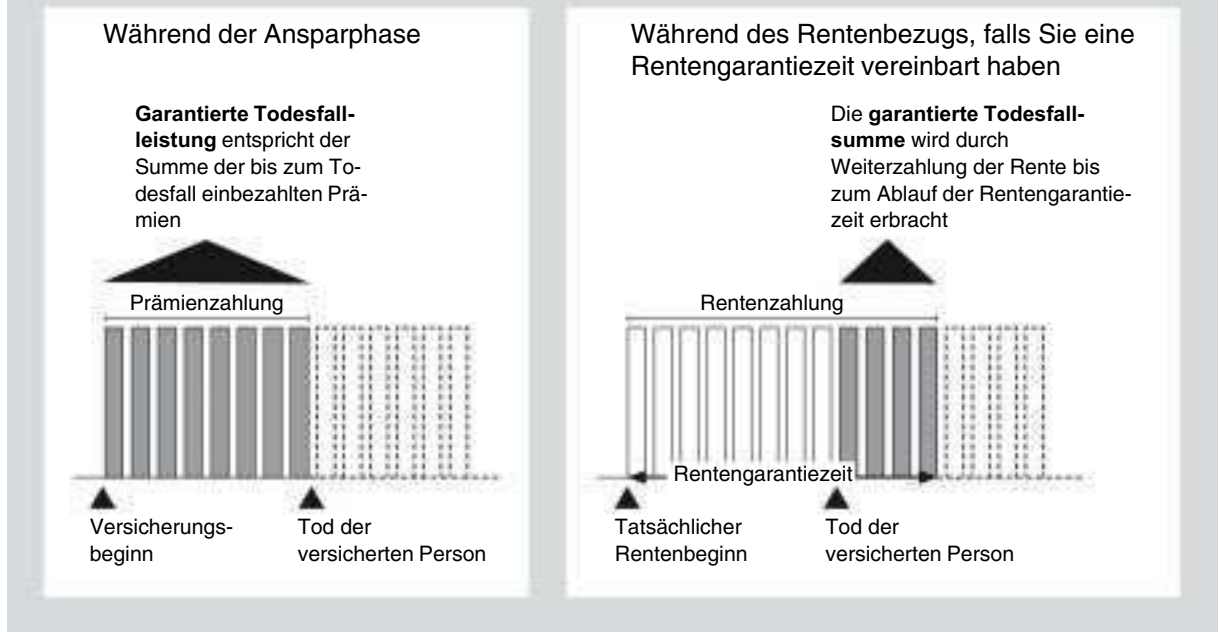 Während der Ansparphase
Garantierte Todesfall-
leistung entspricht der
Summe der bis zum To-
desfall einbezahlten Prä-
mien
Prämienzahlung
Versicherungs-
beginn
Tod der
versicherten Person
Während des Rentenbezugs, falls Sie eine
Rentengarantiezeit vereinbart haben
Die garantierte Todesfall-
summe wird durch
Weiterzahlung der Rente bis
zum Ablauf der Rentengarantie-
zeit erbracht
Rentenzahlung
Rentengarantiezeit
Tatsächlicher
Rentenbeginn
Tod der
versicherten Person